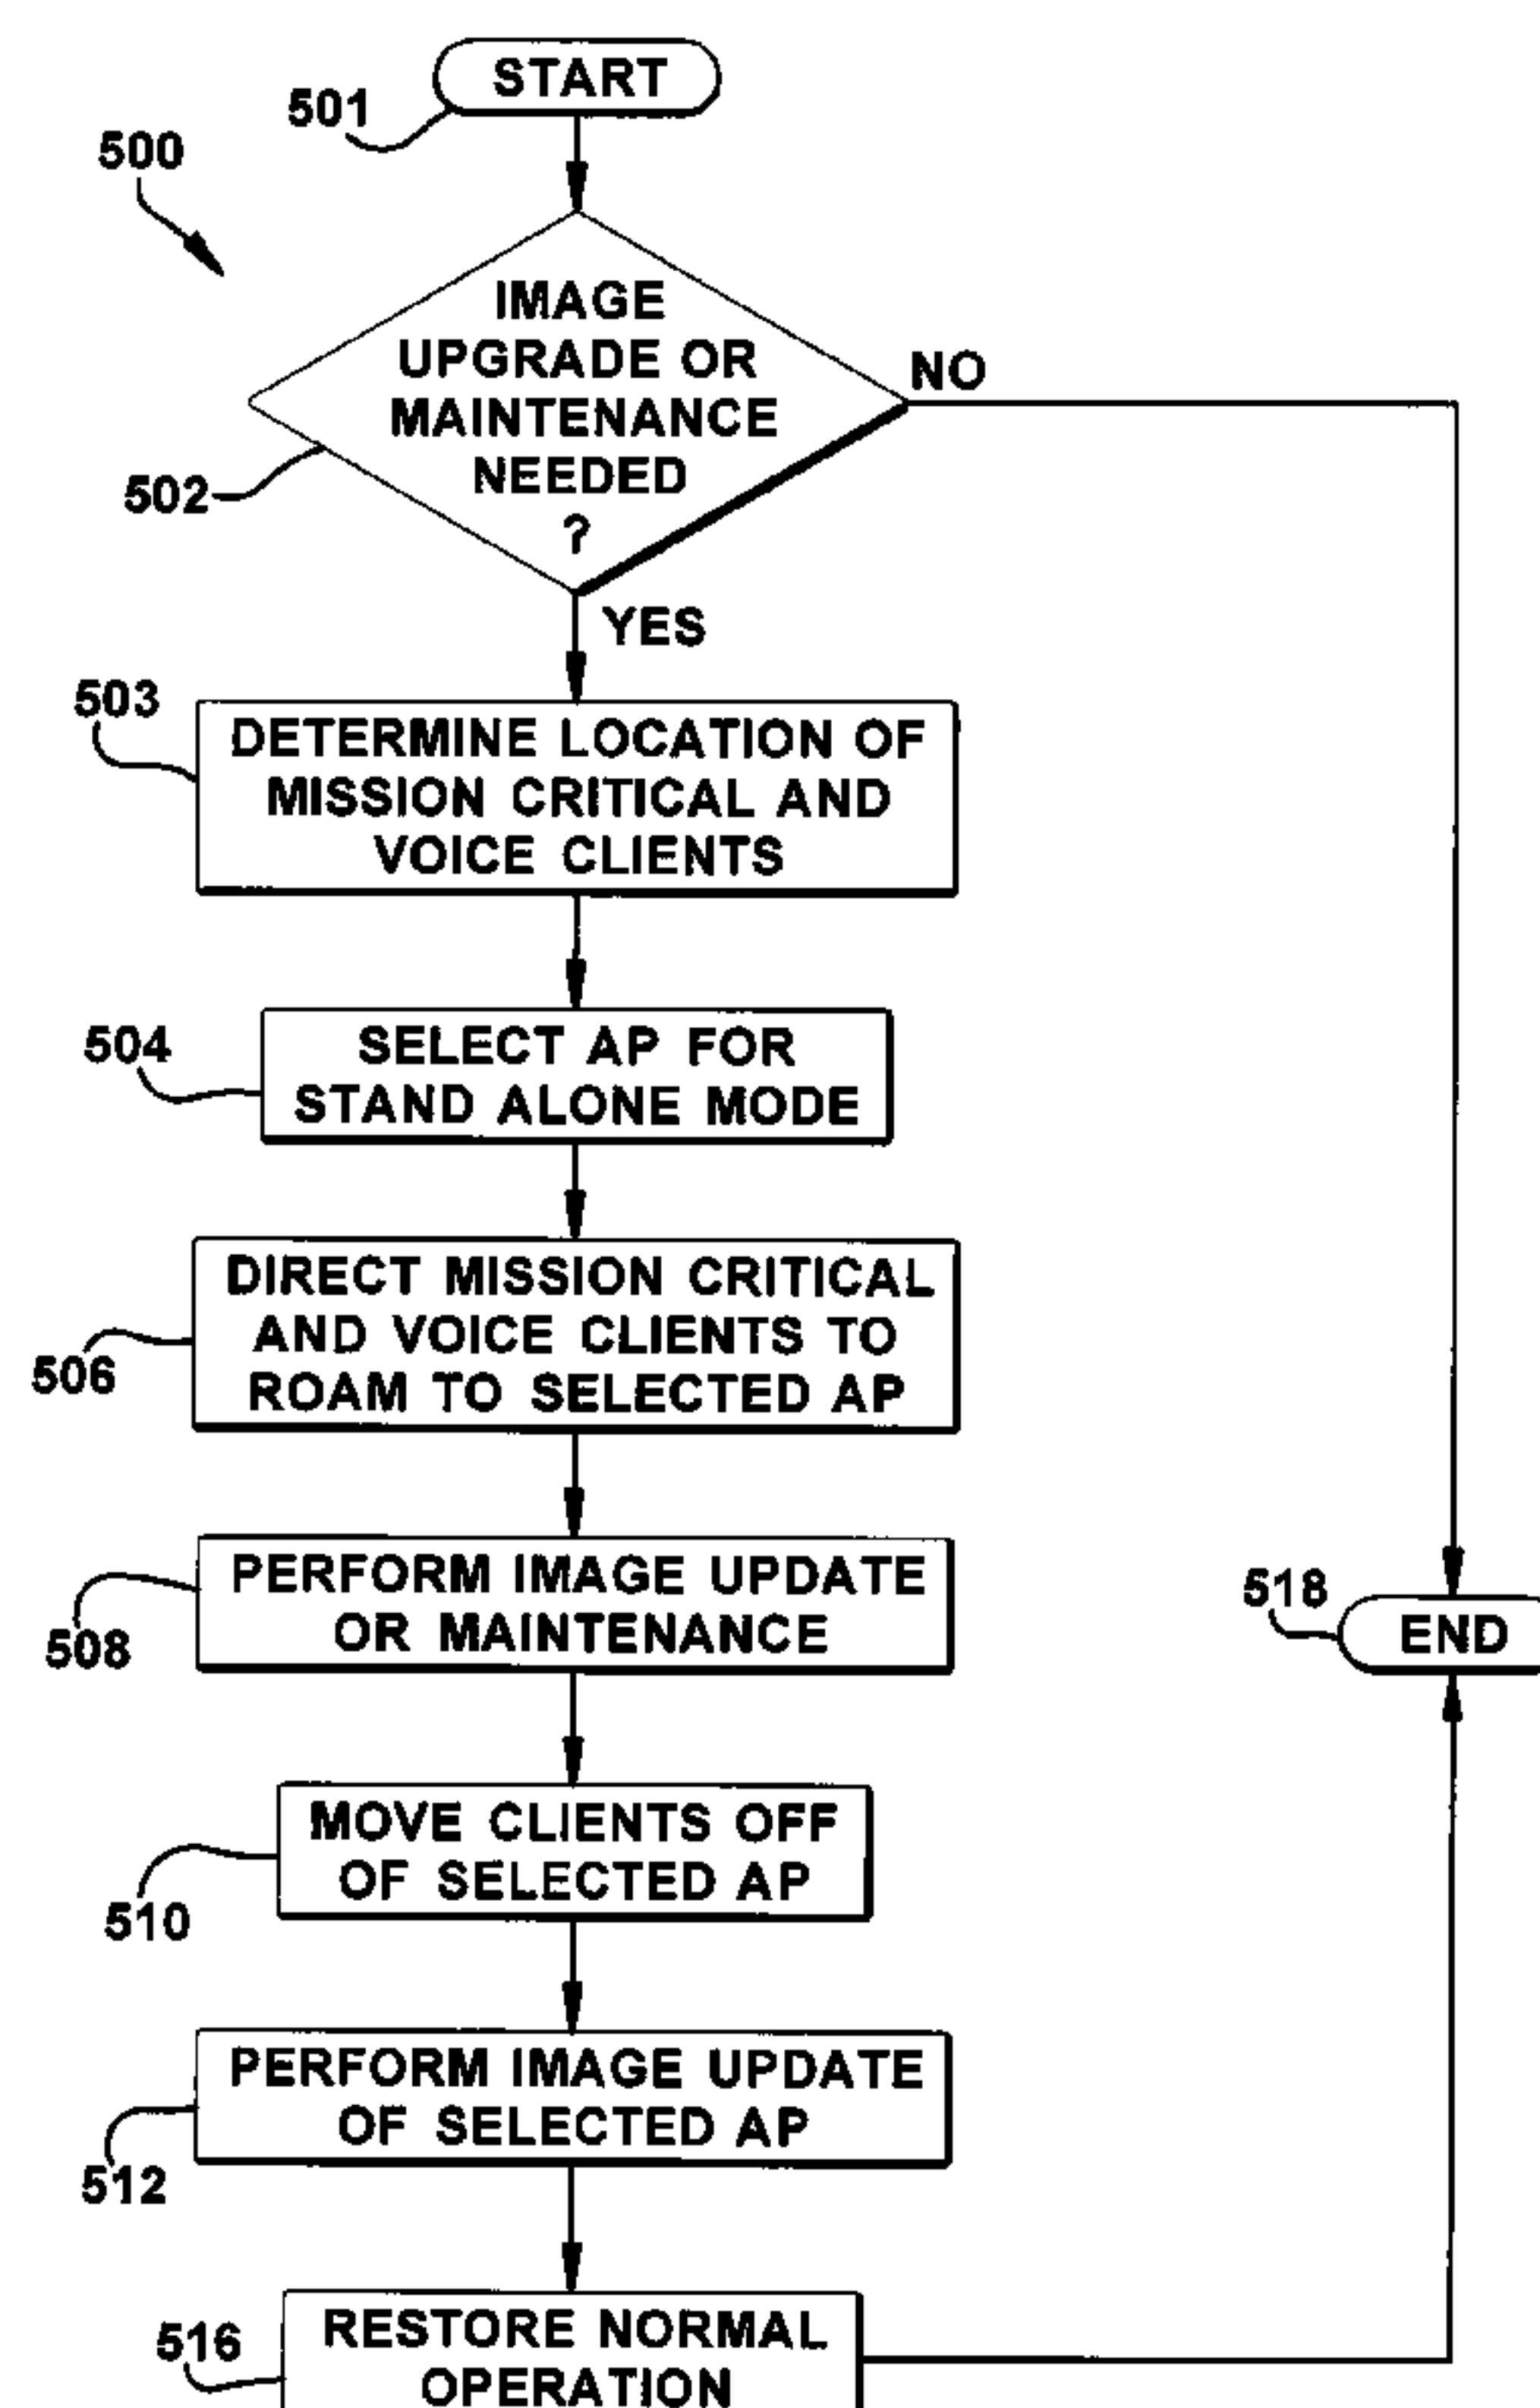 START
501
500
IMAGE
UPGRADE OR
MAINTENANCE
NEEDED
?
NO
502
YES
503
DETERMINE LOCATION OF
MISSION CRITICAL AND
VOICE CLIENTS
504
SELECT AP FOR
STAND ALONE MODE
DIRECT MISSION CRITICAL
AND VOICE CLIENTS TO
ROAM TO SELECTED AP
506
PERFORM IMAGE UPDATE
OR MAINTENANCE
508
518
END
MOVE CLIENTS OFF
OF SELECTED AP
510
PERFORM IMAGE UPDATE
OF SELECTED AP
512
516
RESTORE NORMAL
OPERATION